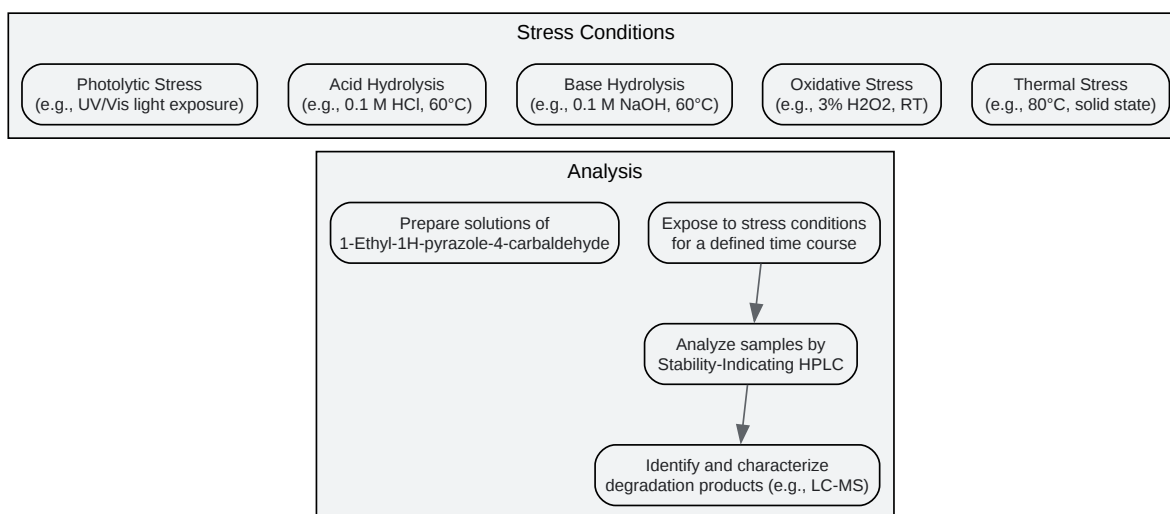 Stress Conditions
Photolytic Stress
(e.g., UV/Vis light exposure)
Acid Hydrolysis
(e.g., 0.1 M HCl, 60°C)
Base Hydrolysis
(e.g., 0.1 M NaOH, 60°C)
Oxidative Stress
(e.g., 3% H2O2, RT)
Thermal Stress
(e.g., 80°C, solid state)
Analysis
Prepare solutions of
1-Ethyl-1H-pyrazole-4-carbaldehyde
Expose to stress conditions
for a defined time course
Analyze samples by
Stability-Indicating HPLC
Identify and characterize
degradation products (e.g., LC-MS)